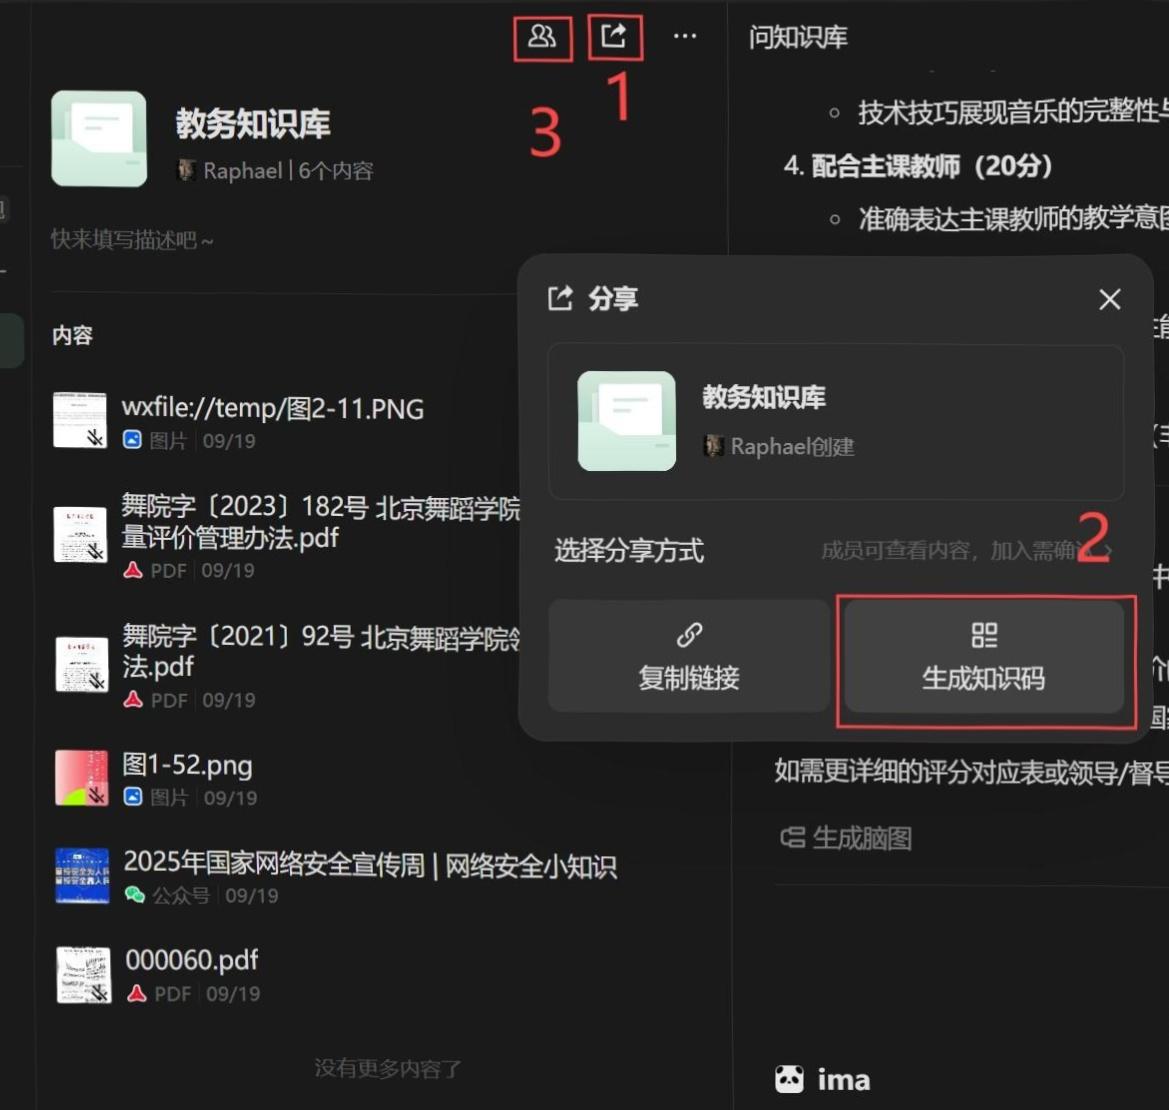 问知识库
1
3
教务知识库
Raphael | 6个内容
快来填写描述吧~
内容
wxfile://temp/图2-11.PNG
图片 09/19
舞院字〔2023〕182号 北京舞蹈学院
量评价管理办法.pdf
PDF 09/19
舞院字〔2021〕92号 北京舞蹈学院
法.pdf
PDF 09/19
图1-52.png
图片 09/19
2025年国家网络安全宣传周 | 网络安全小知识
公众号 09/19
000060.pdf
PDF 09/19
没有更多内容了
技术技巧展现音乐的完整性
4. 配合主课教师（20分）
准确表达主课教师的教学意图
分享
教务知识库
Raphael创建
2
选择分享方式
成员可查看内容，加入需确
复制链接
生成知识码
如需更详细的评分对应表或领导/督导
生成脑图
ima